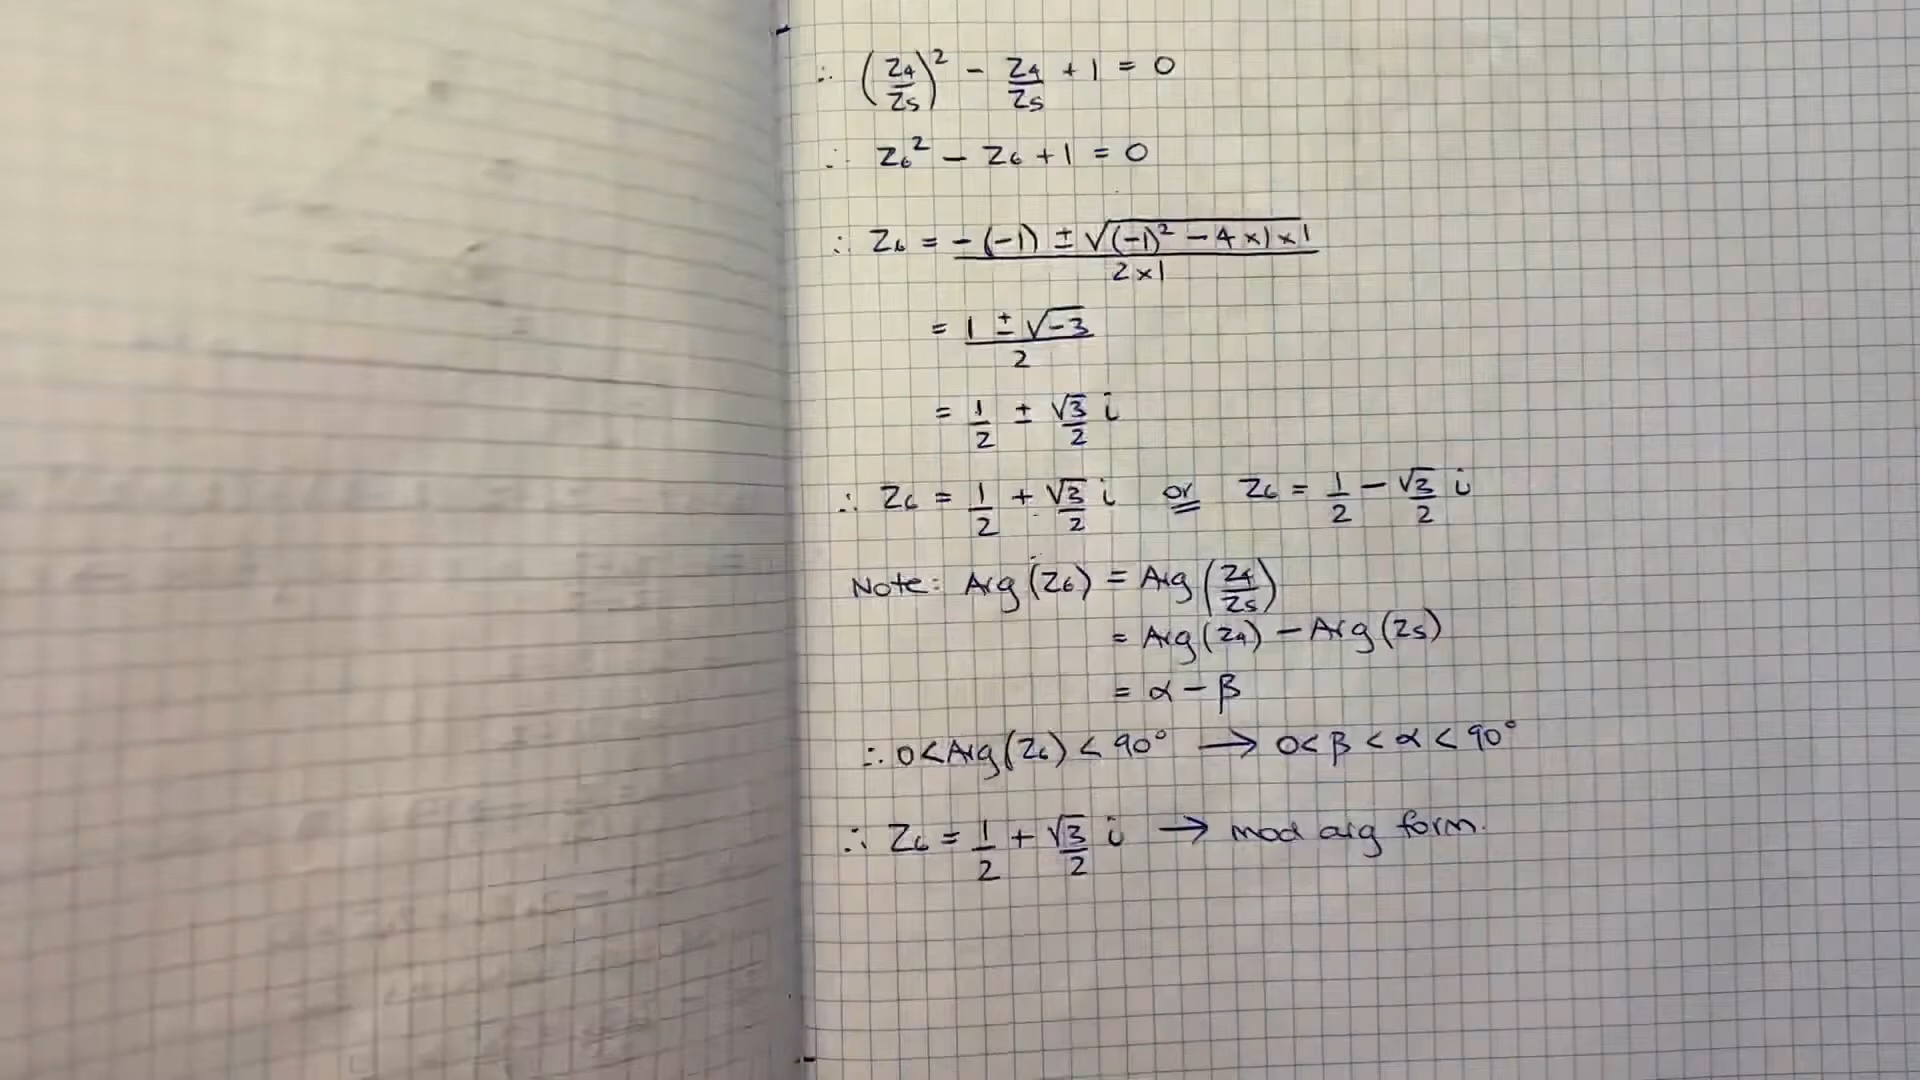 ∴ (z₄/z₅)² − z₄/z₅ + 1 = 0
∴ z₆² − z₆ + 1 = 0
∴ z₆ = −(−1) ± √((−1)² − 4×1×1) / 2×1
= 1 ± √−3 / 2
= 1/2 ± √3/2 i
∴ z₆ = 1/2 + √3/2 i or z₆ = 1/2 − √3/2 i
Note: Arg(z₆) = Arg(z₄/z₅)
= Arg(z₄) − Arg(z₅)
= α − β
∴ 0<Arg(z₆) < 90° → 0< β < α < 90°
∴ z₆ = 1/2 + √3/2 i → mod arg form.